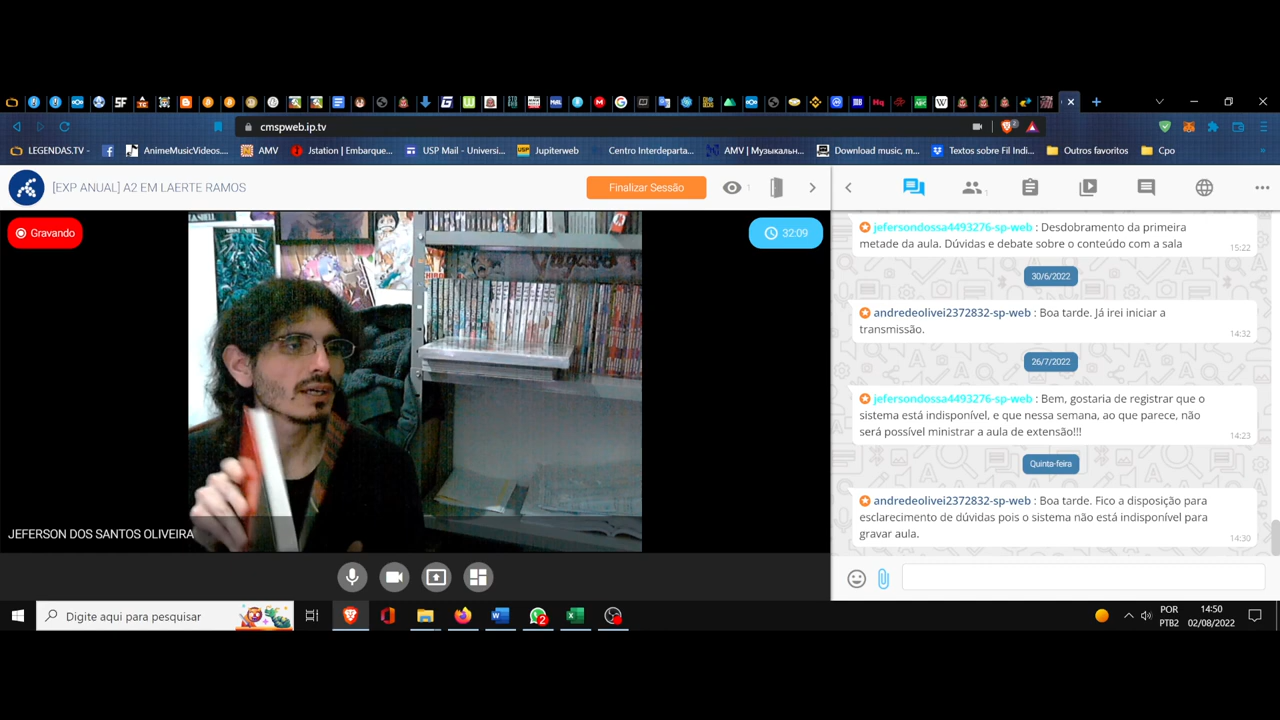 cmspweb.ip.tv
2
LEGENDAS.TV -
AnimeMusicVideos...
AMV
Jstation | Embarque...
USP Mail - Universi...
Jupiterweb
Centro Interdeparta...
AMV | Музыкальн...
Download music, m...
Textos sobre Fil Indi...
Outros favoritos
Cpo
[EXP ANUAL] A2 EM LAERTE RAMOS
Finalizar Sessão
1
1
Gravando
32:09
JEFERSON DOS SANTOS OLIVEIRA
jefersondossa4493276-sp-web : Desdobramento da primeira
metade da aula. Dúvidas e debate sobre o conteúdo com a sala
15:22
30/6/2022
andredeolivei2372832-sp-web : Boa tarde. Já irei iniciar a
transmissão.
14:32
26/7/2022
jefersondossa4493276-sp-web : Bem, gostaria de registrar que o
sistema está indisponível, e que nessa semana, ao que parece, não
será possível ministrar a aula de extensão!!!
14:23
Quinta-feira
andredeolivei2372832-sp-web : Boa tarde. Fico a disposição para
esclarecimento de dúvidas pois o sistema não está indisponível para
gravar aula.
14:30
Digite aqui para pesquisar
2
POR
PTB2
14:50
02/08/2022